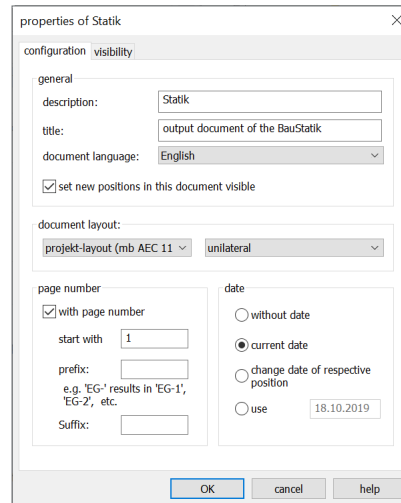 properties of Statik
configuration visibility
general
description: Statik
title: output document of the BauStatik
document language: English
set new positions in this document visible
document layout:
projekt-layout (mb AEC 11 unilateral
page number
with page number
start with 1
prefix:
e.g. 'EG-' results in 'EG-1',
'EG-2', etc.
Suffix:
date
without date
current date
change date of respective
position
use 18.10.2019
OK cancel help